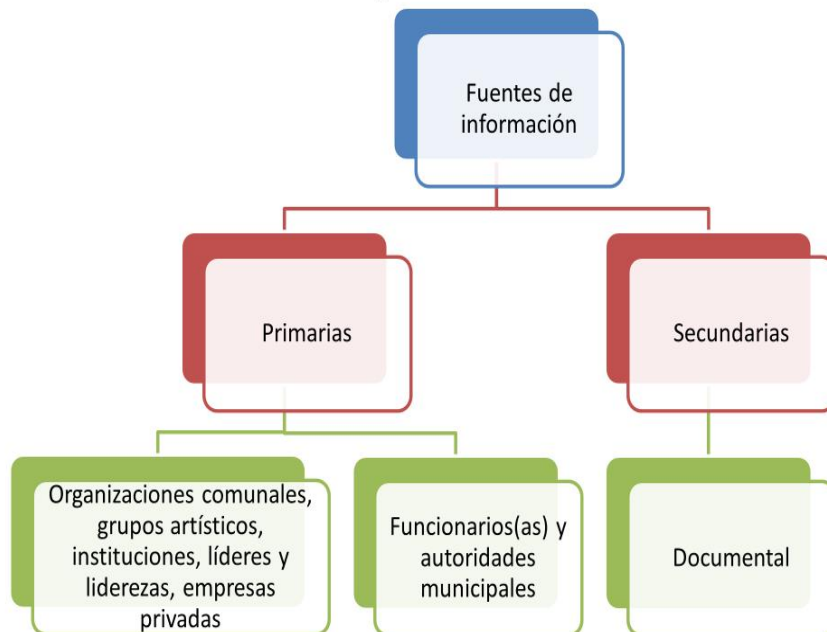 Fuentes de
información
Primarias
Secundarias
Organizaciones comunales,
grupos artísticos,
instituciones, líderes y
liderezas, empresas
privadas
Funcionarios(as) y
autoridades
municipales
Documental